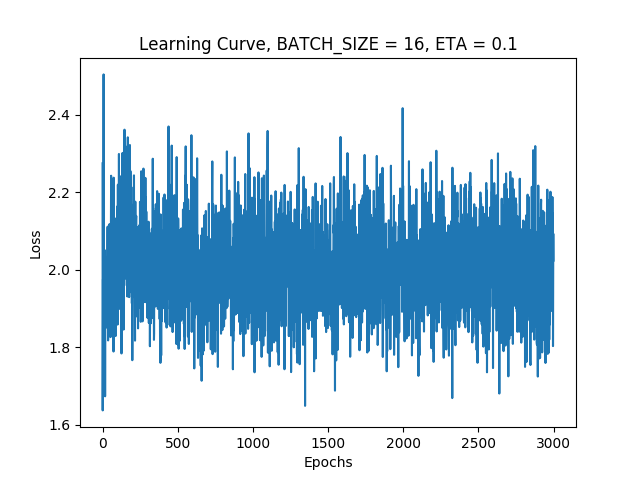 Learning Curve, BATCH_SIZE = 16, ETA = 0.1
2.4
2.2
2.0
1.8
1.6
Loss
0 500 1000 1500 2000 2500 3000
Epochs